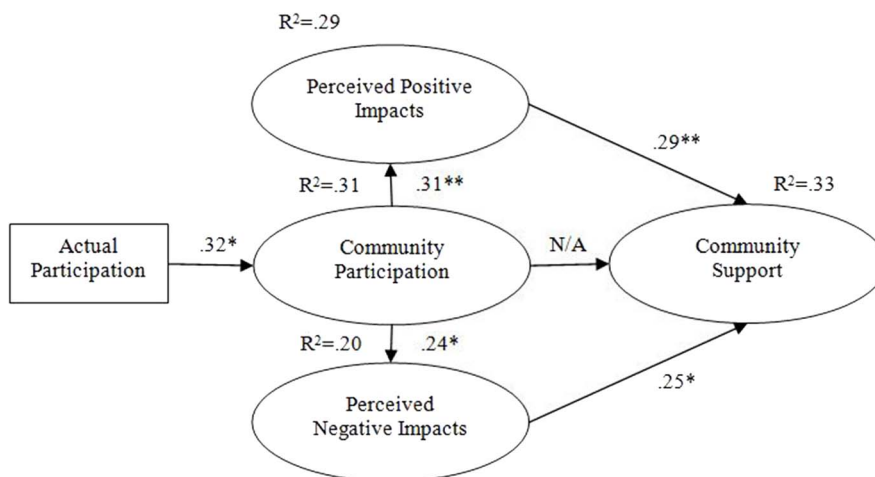 R²=.29
Perceived Positive
Impacts
.29**
R²=.31
.31**
R²=.33
Actual
Participation
.32*
Community
Participation
N/A
Community
Support
R²=.20
.24*
.25*
Perceived
Negative Impacts